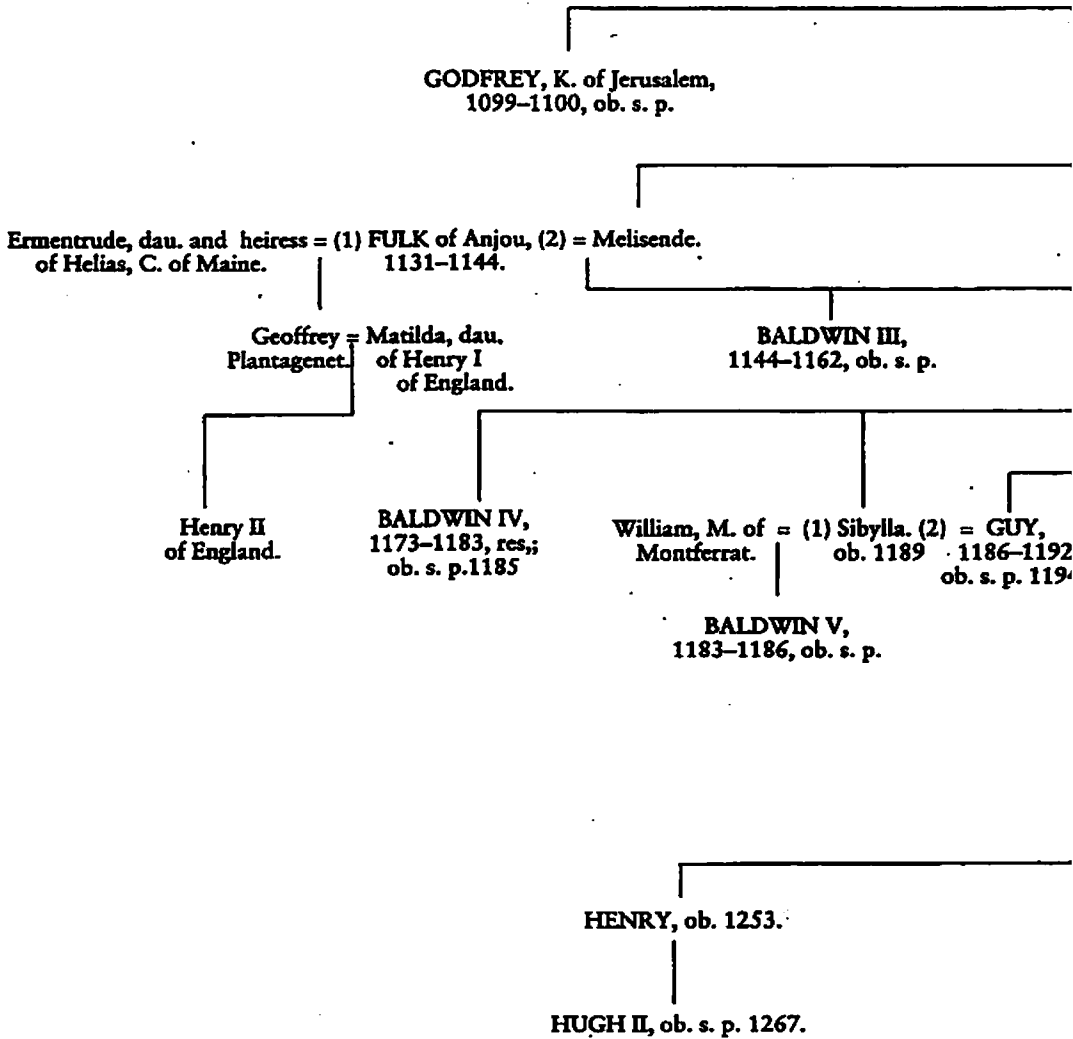 GODFREY, K. of Jerusalem,
1099–1100, ob. s. p.
Ermentrude, dau. and heiress = (1) FULK of Anjou, (2) = Melisende.
of Helias, C. of Maine.
1131–1144.
Geoffrey = Matilda, dau.
Plantagenet.
of Henry I
of England.
BALDWIN III,
1144–1162, ob. s. p.
Henry II
of England.
BALDWIN IV,
1173–1183, res,;
ob. s. p.1185
William, M. of = (1) Sibylla. (2) = GUY,
Montferrat.
ob. 1189
1186–1192
ob. s. p. 1194
BALDWIN V,
1183–1186, ob. s. p.
HENRY, ob. 1253.
HUGH II, ob. s. p. 1267.